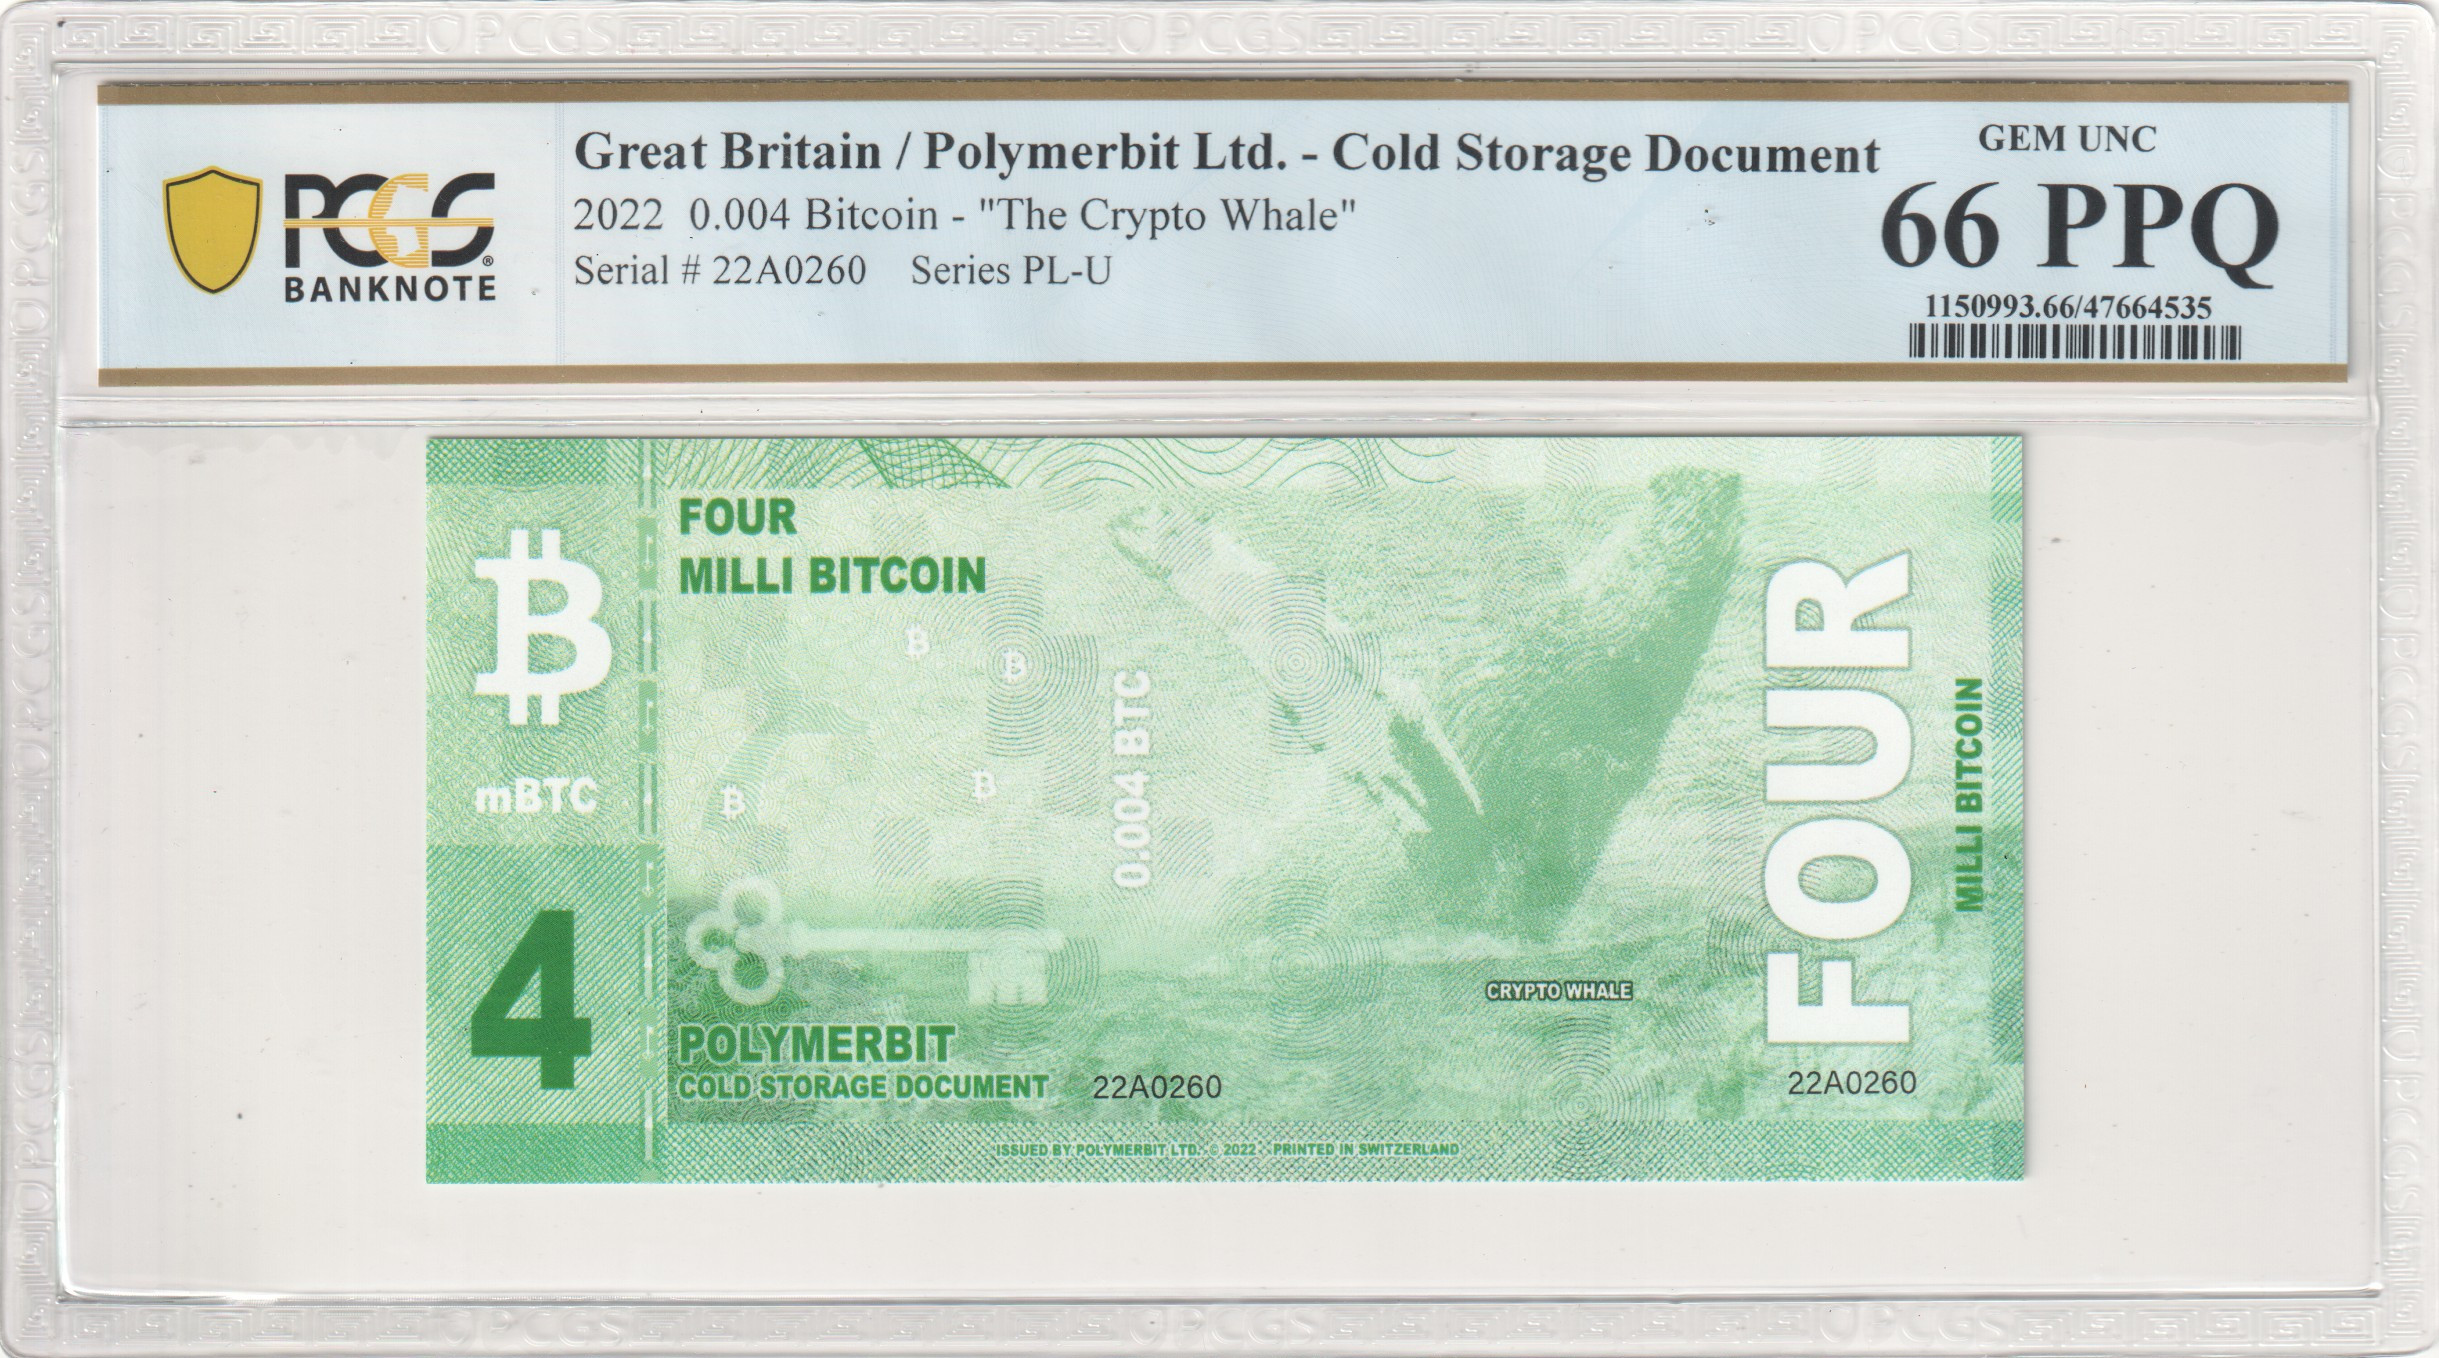 PCGS
BANKNOTE
Great Britain / Polymerbit Ltd. - Cold Storage Document
2022 0.004 Bitcoin - "The Crypto Whale"
Serial # 22A0260 Series PL-U
GEM UNC
66 PPQ
1150993.66/47664535
FOUR
MILLI BITCOIN
mBTC
4
0.004 BTC
CRYPTO WHALE
FOUR
MILLI BITCOIN
POLYMERBIT
COLD STORAGE DOCUMENT 22A0260
22A0260
ISSUED BY POLYMERBIT LTD. © 2022 PRINTED IN SWITZERLAND